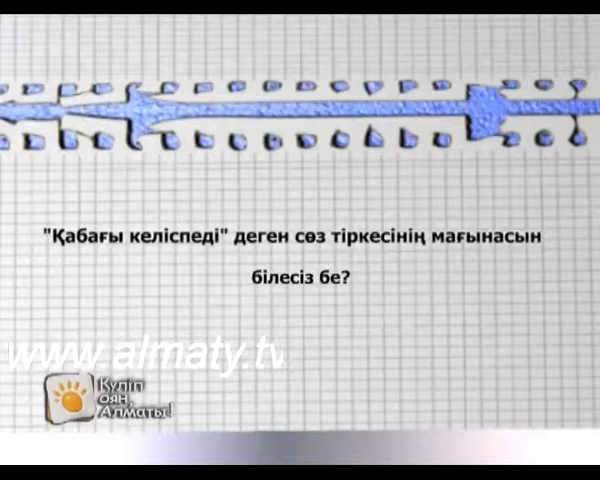 "Қабағы келіспеді" деген сөз тіркесінің мағынасын
білесіз бе?
www.almaty.tv
Күліп
оян,
Алматы!